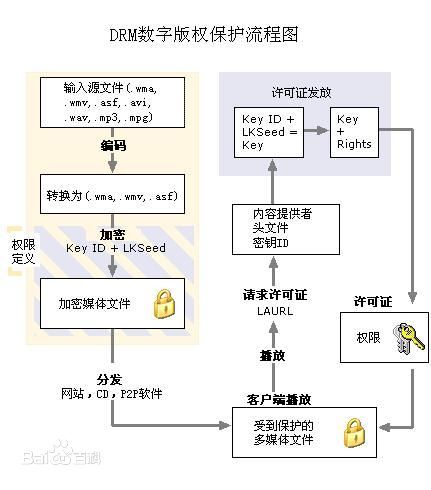 DRM数字版权保护流程图
输入源文件(.wma,
.wmv,.asf,.avi,
.wav,.mp3,.mpg)
编码
转换为(.wma,.wmv,.asf)
加密
Key ID + LKSeed
权限
定义
加密媒体文件
分发
网站,CD,P2P软件
许可证发放
Key ID +
LKSeed =
Key
Key
+
Rights
内容提供者
头文件
密钥ID
请求许可证
LAURL
播放
客户端播放
许可证
权限
受到保护的
多媒体文件
Bai百科